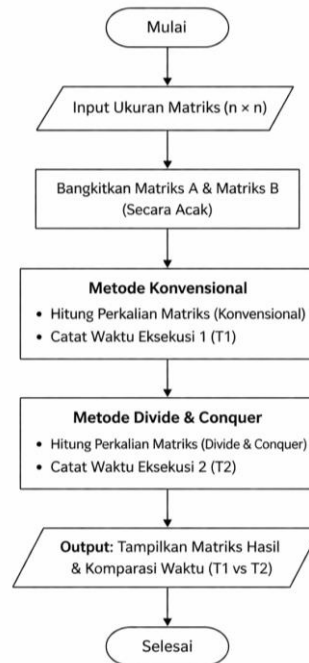 Mulai
Input Ukuran Matriks (n × n)
Bangkitkan Matriks A & Matriks B
(Secara Acak)
Metode Konvensional
• Hitung Perkalian Matriks (Konvensional)
• Catat Waktu Eksekusi 1 (T1)
Metode Divide & Conquer
• Hitung Perkalian Matriks (Divide & Conquer)
• Catat Waktu Eksekusi 2 (T2)
Output: Tampilkan Matriks Hasil
& Komparasi Waktu (T1 vs T2)
Selesai